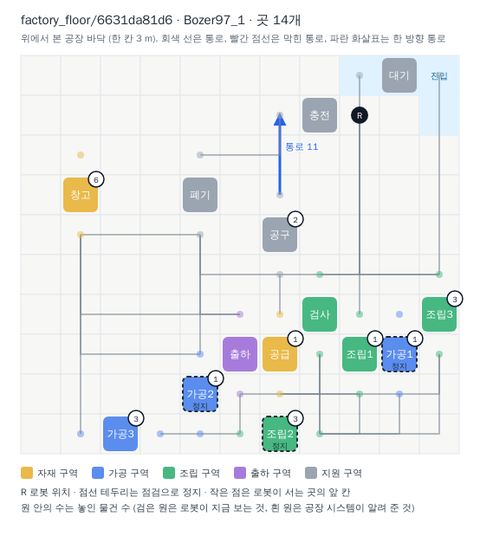 factory_floor/6631da81d6 · Bozer97_1 · 곳 14개
위에서 본 공장 바닥 (한 칸 3 m). 회색 선은 통로, 빨간 점선은 막힌 통로, 파란 화살표는 한 방향 통로
대기
충전
R
통로 11
창고 6
폐기
공구 2
검사
조립3 3
출하
공급 1
조립1 1
가공1 1
정지
가공2 1
정지
가공3 3
조립2 3
정지
자재 구역
가공 구역
조립 구역
출하 구역
지원 구역
R 로봇 위치 · 점선 테두리는 점검으로 정지 · 작은 점은 로봇이 서는 곳의 앞 칸
원 안의 수는 놓인 물건 수 (검은 원은 로봇이 지금 보는 것, 흰 원은 공장 시스템이 알려 준 것)